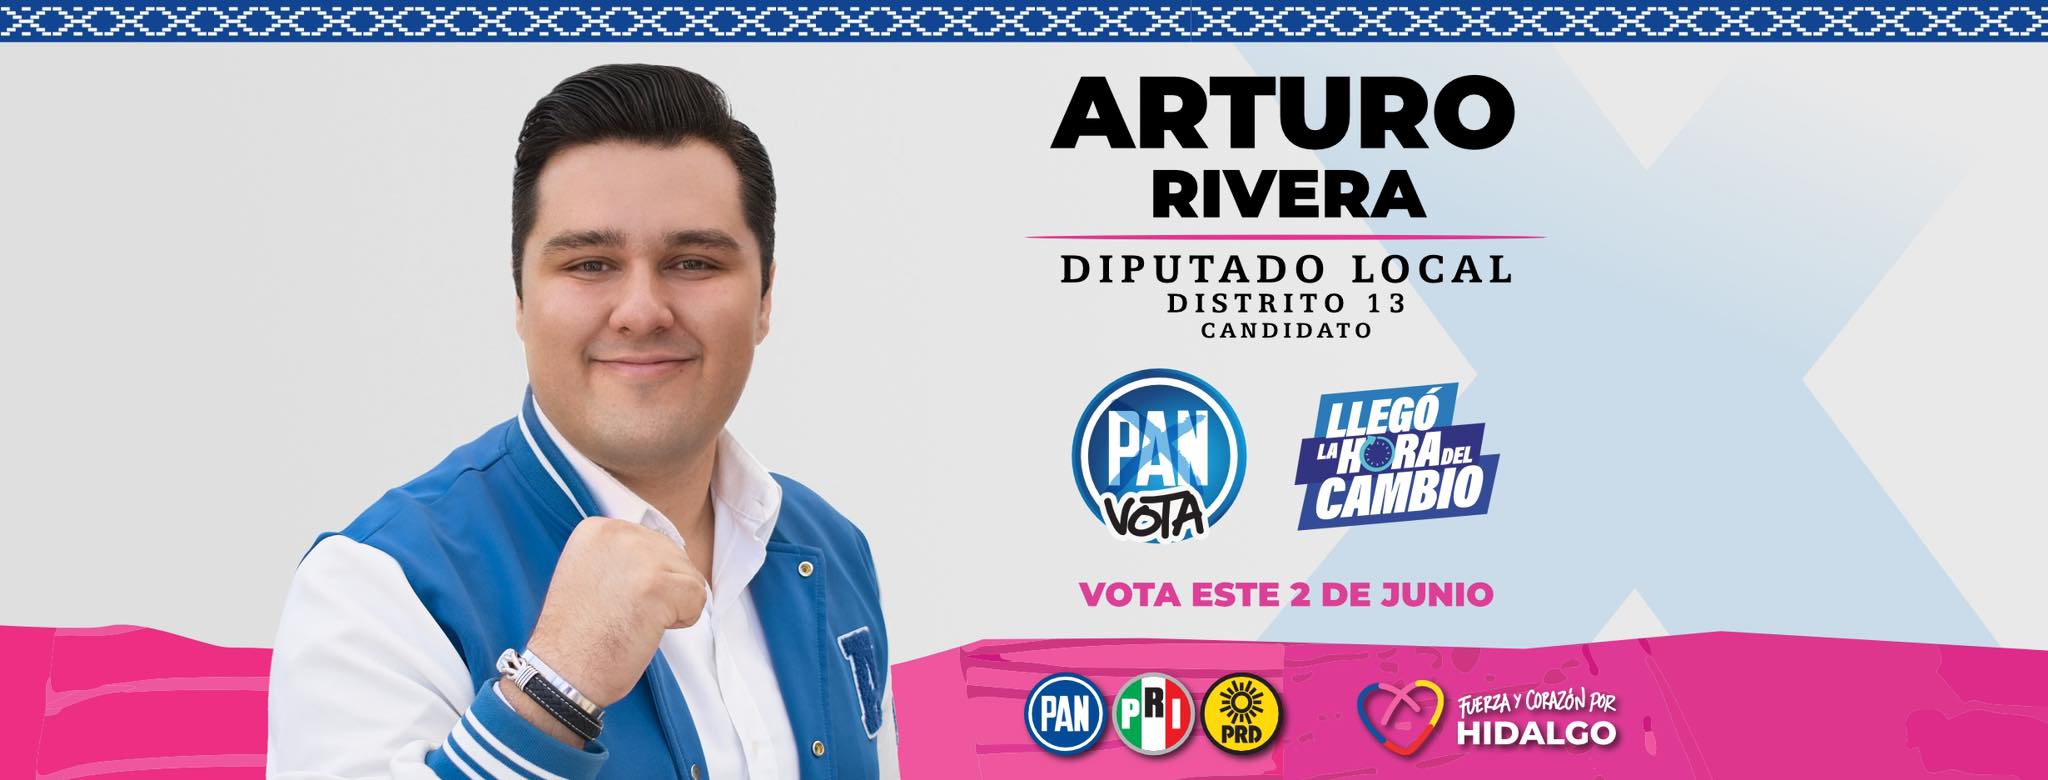 ARTURO
RIVERA
DIPUTADO LOCAL
DISTRITO 13
CANDIDATO
PAN
VOTA
LLEGÓ
LA HORA DEL
CAMBIO
VOTA ESTE 2 DE JUNIO
PAN
PRI
PRD
FUERZA Y CORAZÓN POR
HIDALGO